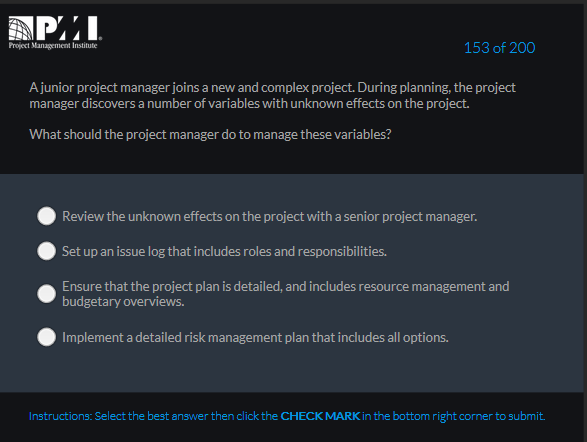 PMI.
Project Management Institute
153 of 200
A junior project manager joins a new and complex project. During planning, the project
manager discovers a number of variables with unknown effects on the project.
What should the project manager do to manage these variables?
Review the unknown effects on the project with a senior project manager.
Set up an issue log that includes roles and responsibilities.
Ensure that the project plan is detailed, and includes resource management and
budgetary overviews.
Implement a detailed risk management plan that includes all options.
Instructions: Select the best answer then click the CHECK MARK in the bottom right corner to submit.